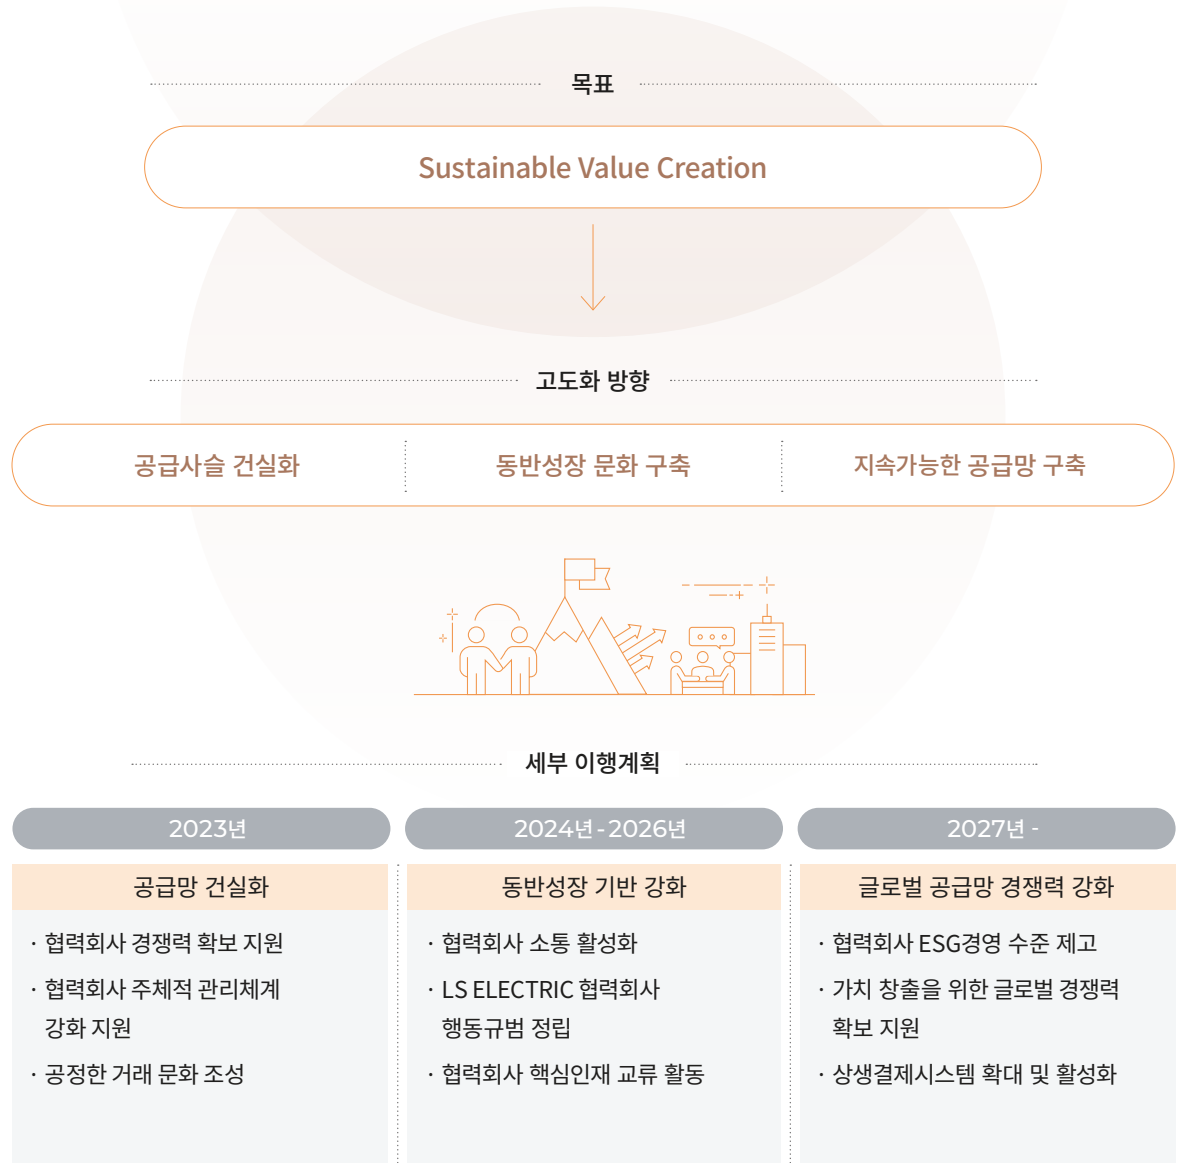 목표
Sustainable Value Creation
고도화 방향
공급사슬 건실화
동반성장 문화 구축
지속가능한 공급망 구축
세부 이행계획
2023년
공급망 건실화
· 협력회사 경쟁력 확보 지원
· 협력회사 주체적 관리체계
강화 지원
· 공정한 거래 문화 조성
2024년 - 2026년
동반성장 기반 강화
· 협력회사 소통 활성화
· LS ELECTRIC 협력회사
행동규범 정립
· 협력회사 핵심인재 교류 활동
2027년 -
글로벌 공급망 경쟁력 강화
· 협력회사 ESG경영 수준 제고
· 가치 창출을 위한 글로벌 경쟁력
확보 지원
· 상생결제시스템 확대 및 활성화